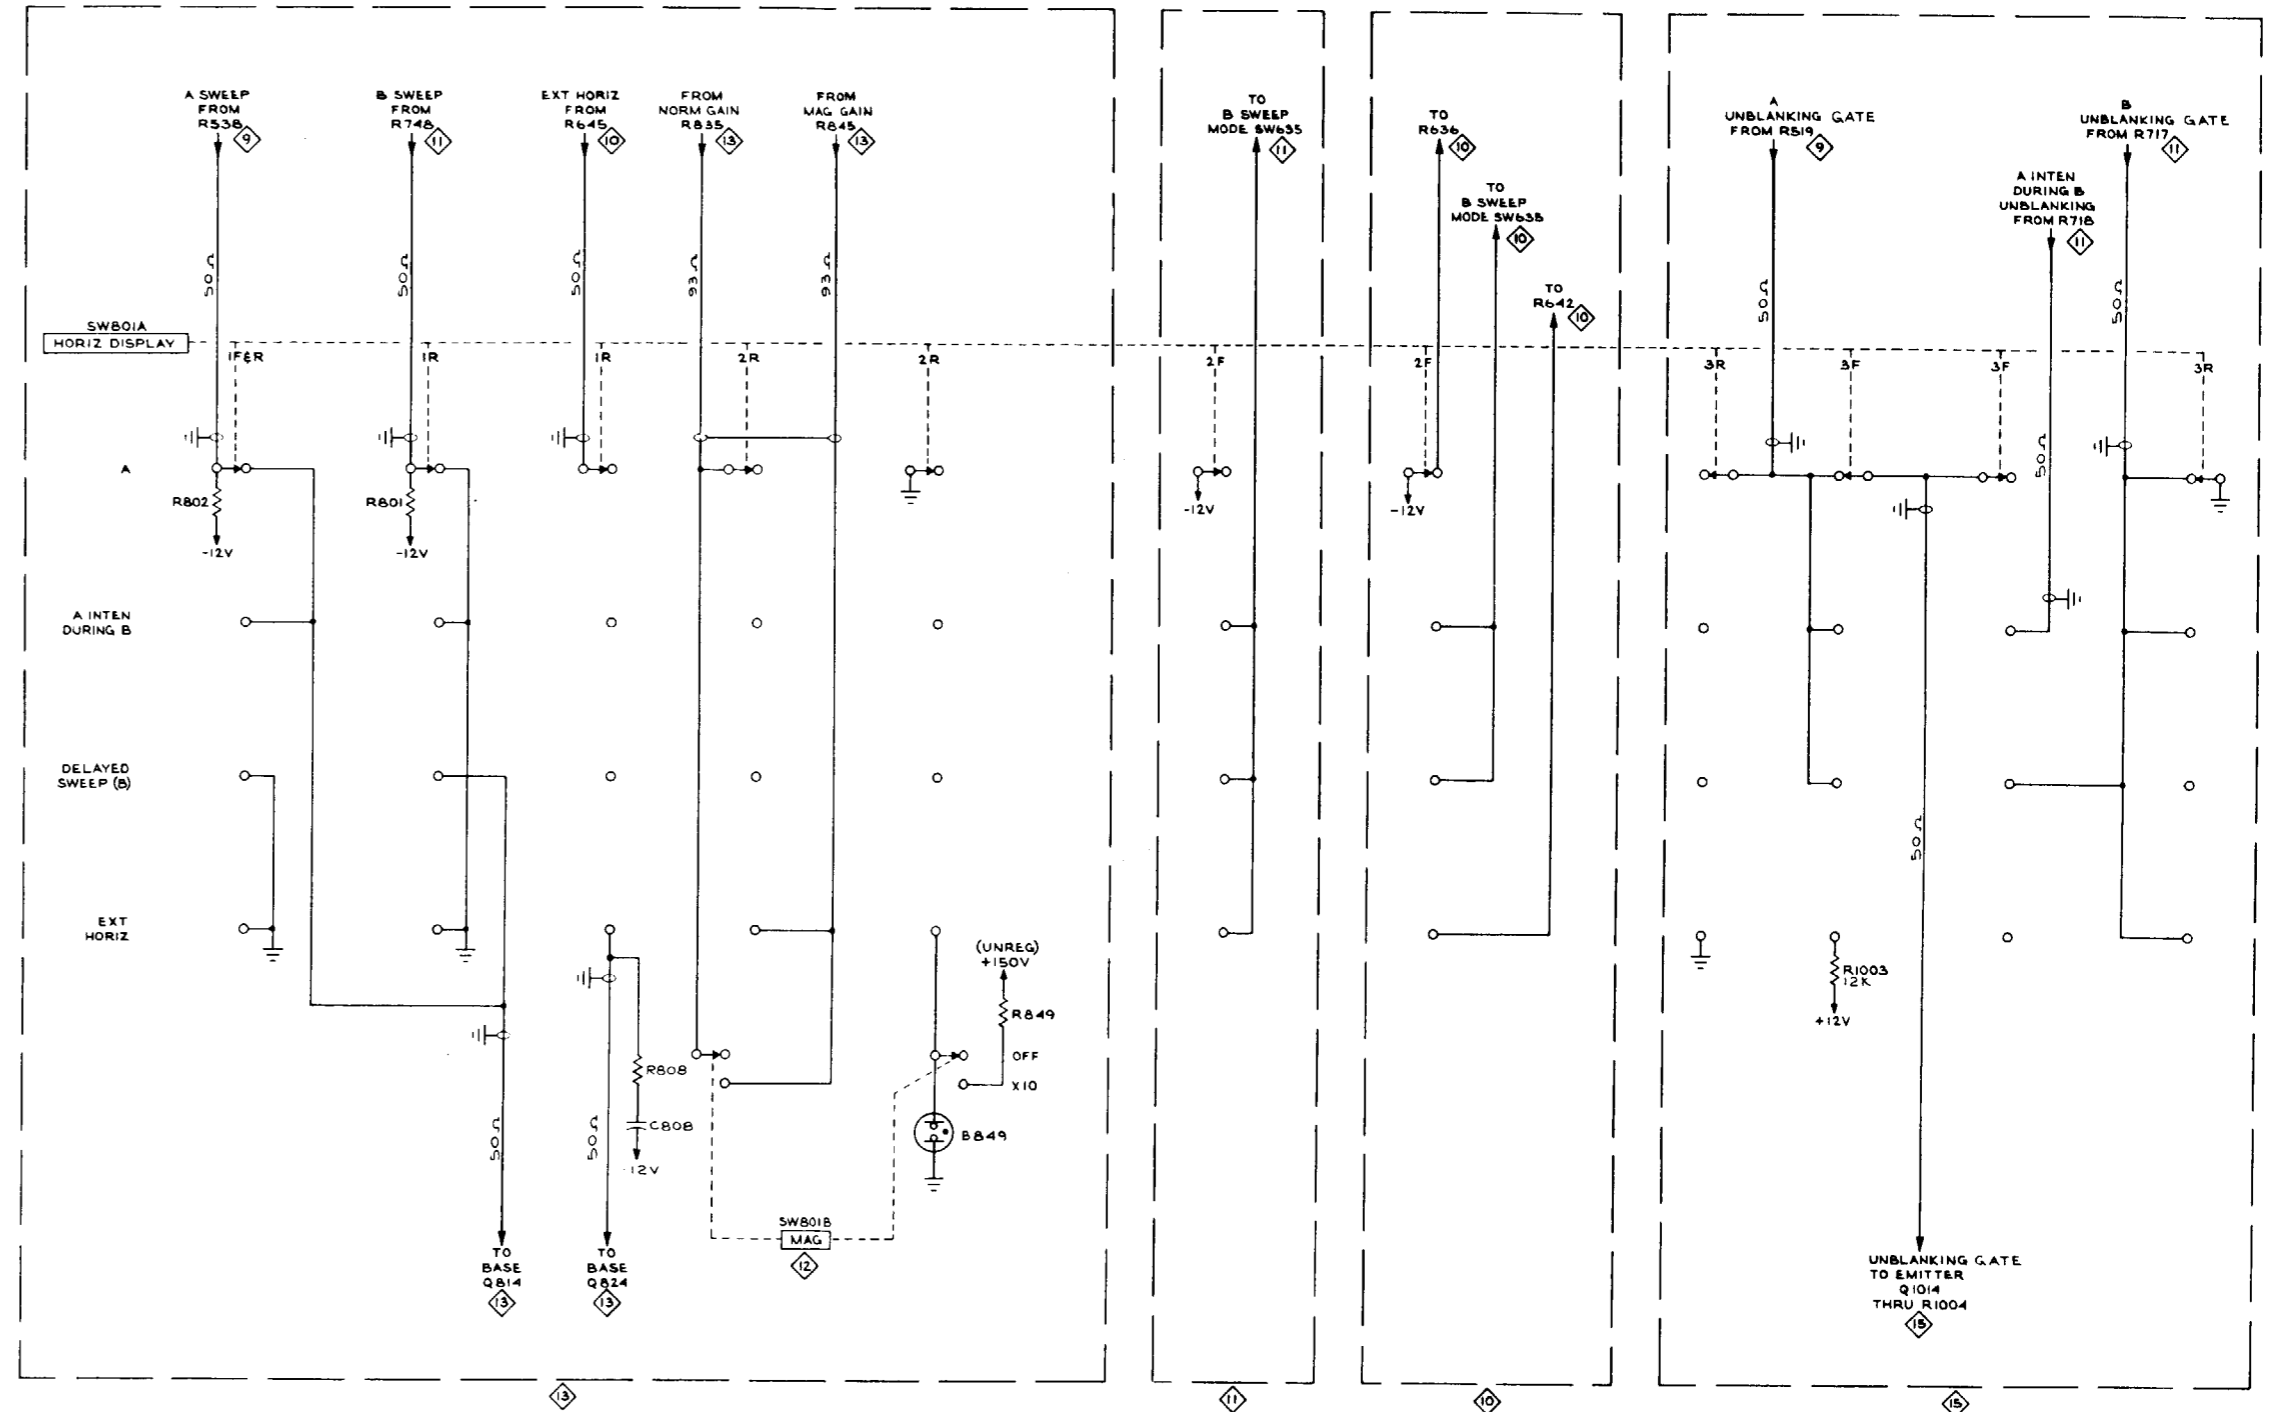 A SWEEP
FROM
R538
9
B SWEEP
FROM
R748
11
EXT HORIZ
FROM
R645
10
FROM
NORM GAIN
R835
13
FROM
MAG GAIN
R845
13
TO
B SWEEP
MODE SW635
11
TO
R636
10
TO
B SWEEP
MODE SW635
10
TO
R642
10
A
UNBLANKING GATE
FROM R519
9
A INTEN
DURING B
UNBLANKING
FROM R718
11
B
UNBLANKING GATE
FROM R717
11
50Ω
50Ω
50Ω
93Ω
93Ω
50Ω
50Ω
50Ω
SW801A
HORIZ DISPLAY
1F&R
1R
1R
2R
2R
2F
2F
3R
3F
3F
3R
A
R802
-12V
R801
-12V
-12V
-12V
A INTEN
DURING B
DELAYED
SWEEP (B)
EXT
HORIZ
(UNREG)
+150V
R849
OFF
X10
R808
C808
-12V
B849
50Ω
50Ω
50Ω
R1003
12K
+12V
SW801B
MAG
12
TO
BASE
Q814
13
TO
BASE
Q824
13
UNBLANKING GATE
TO EMITTER
Q1014
THRU R1004
15
13
11
10
15